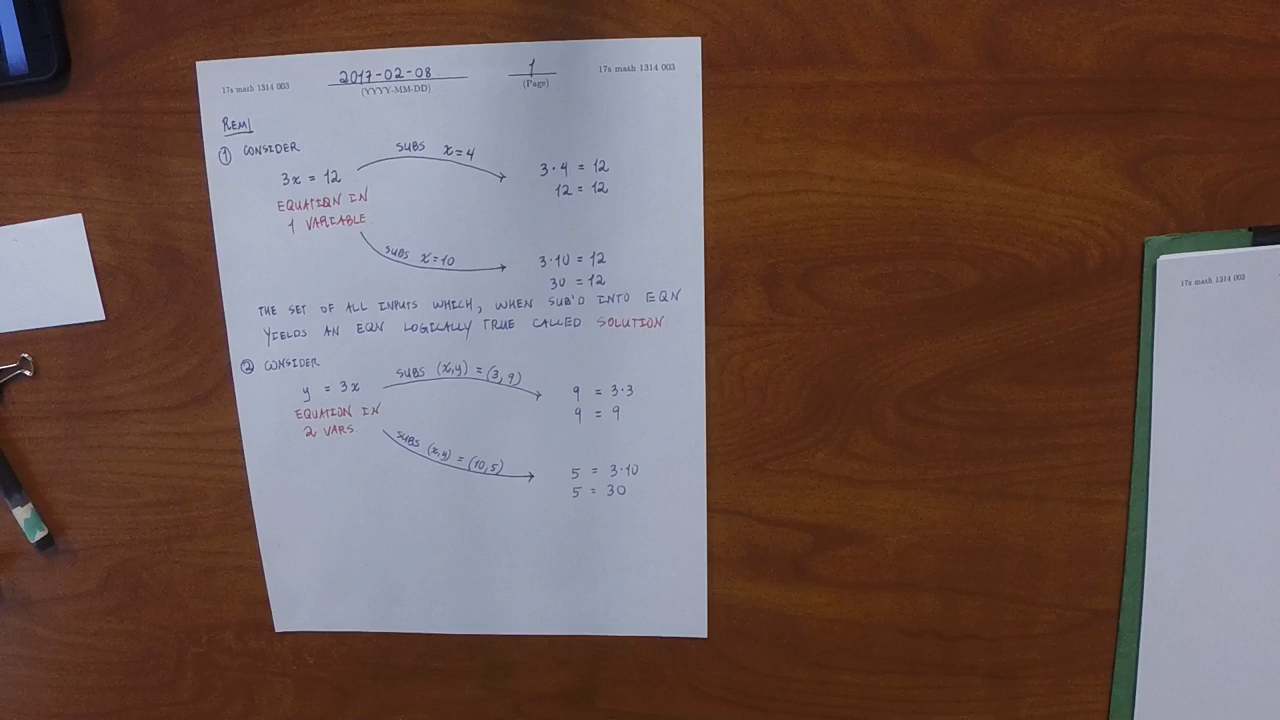 17s math 1314 003
2017-02-08
(YYYY-MM-DD)
1
(Page)
17s math 1314 003
REM
① CONSIDER
3x = 12
EQUATION IN
1 VARIABLE
SUBS x=4
3·4 = 12
12 = 12
SUBS x=10
3·10 = 12
30 = 12
THE SET OF ALL INPUTS WHICH, WHEN SUB'D INTO EQN
YIELDS AN EQN LOGICALLY TRUE CALLED SOLUTION
② CONSIDER
y = 3x
EQUATION IN
2 VARS
SUBS (x,y) = (3,9)
9 = 3·3
9 = 9
SUBS (x,y) = (10,5)
5 = 3·10
5 = 30
17s math 1314 003